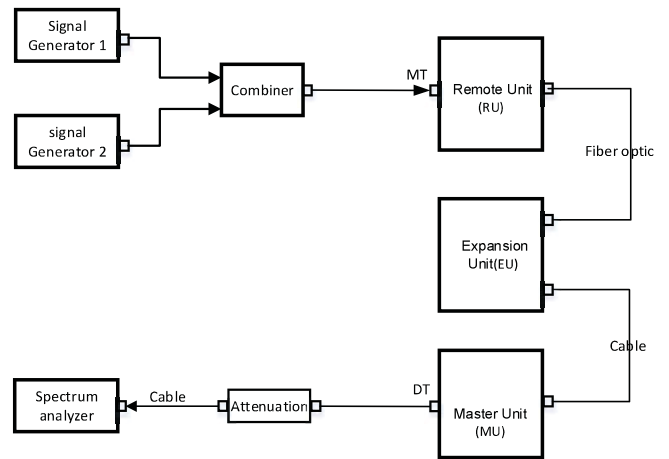 Signal
Generator 1
MT
Combiner
Remote Unit
(RU)
signal
Generator 2
Fiber optic
Expansion
Unit(EU)
Cable
Spectrum
analyzer
Cable
Attenuation
DT
Master Unit
(MU)